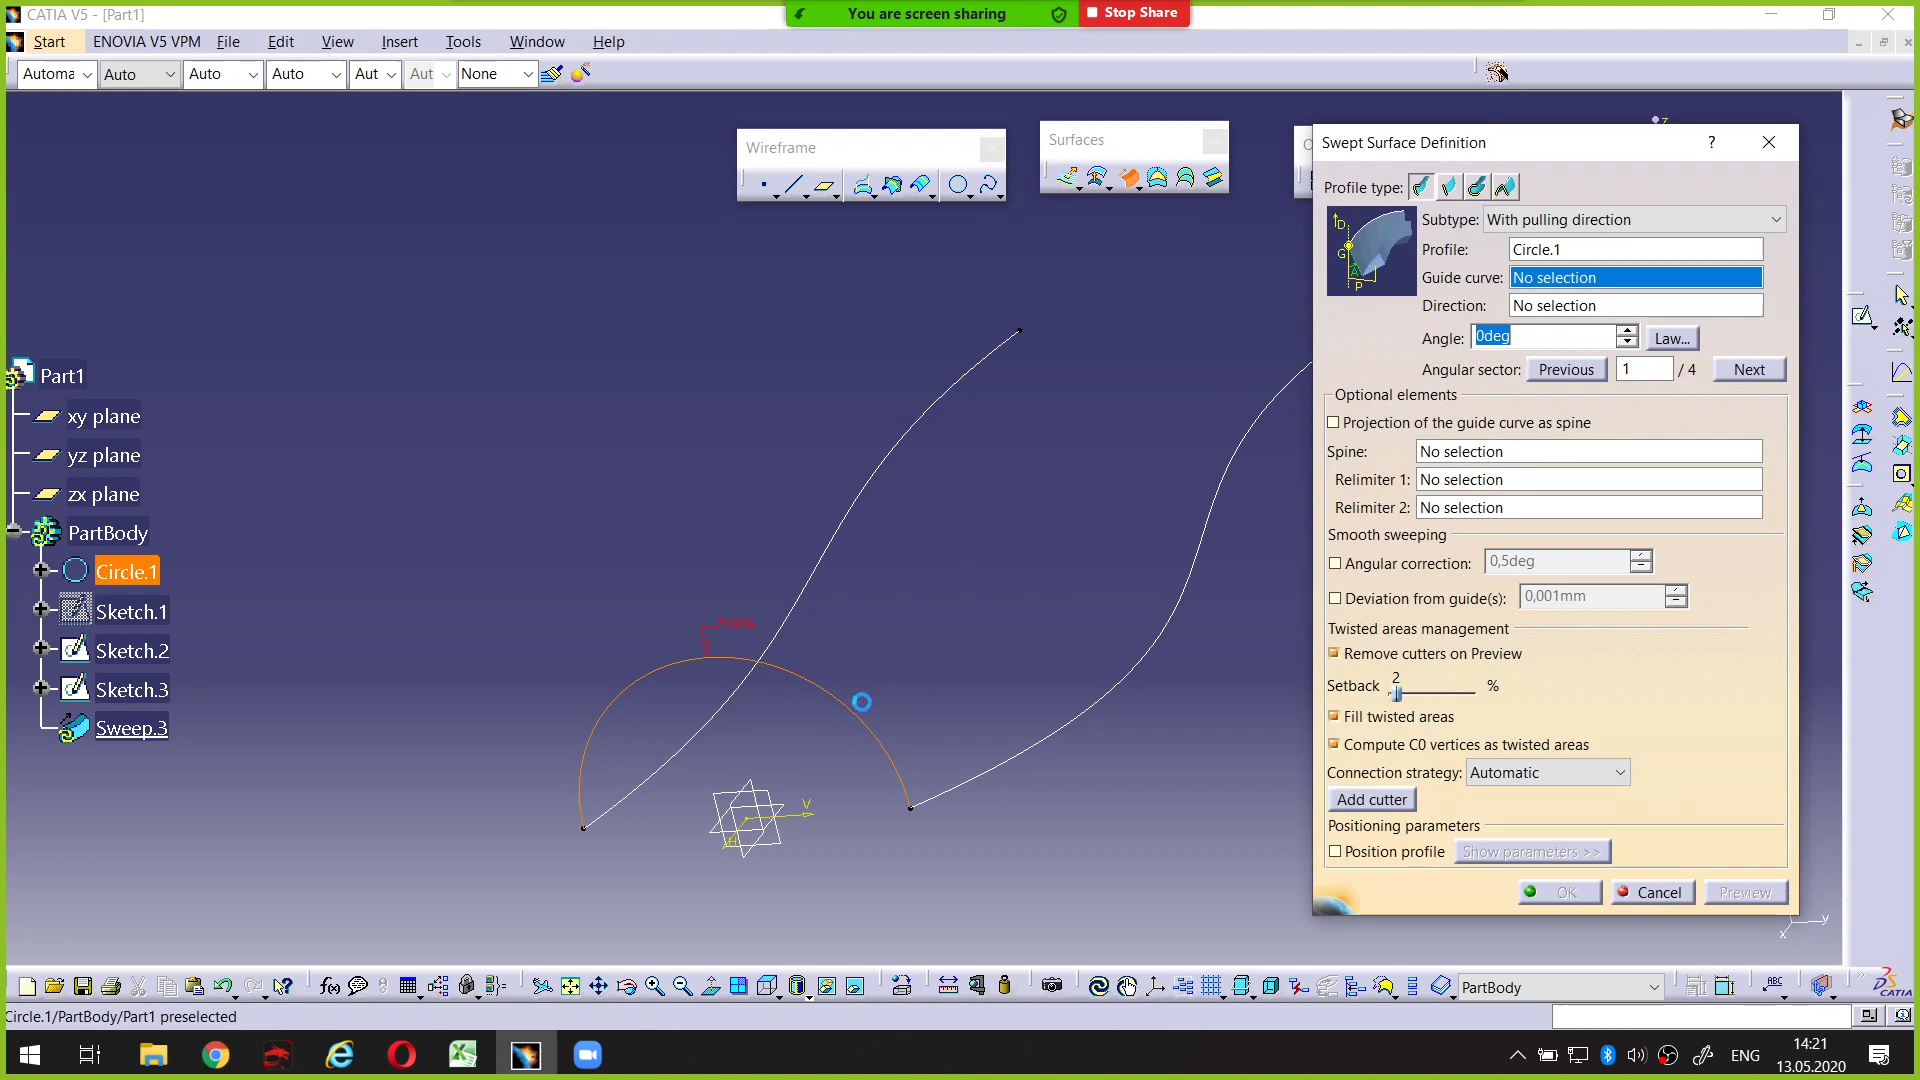 CATIA V5 - [Part1]
You are screen sharing
Stop Share
Start ENOVIA V5 VPM File Edit View Insert Tools Window Help
Automa Auto Auto Auto Aut Aut None
Wireframe
Surfaces
z
Swept Surface Definition ?
Profile type:
Subtype: With pulling direction
Profile: Circle.1
Guide curve: No selection
Direction: No selection
Angle: 0deg Law...
Angular sector: Previous 1 / 4 Next
Optional elements
Projection of the guide curve as spine
Spine: No selection
Relimiter 1: No selection
Relimiter 2: No selection
Smooth sweeping
Angular correction: 0,5deg
Deviation from guide(s): 0,001mm
Twisted areas management
Remove cutters on Preview
Setback 2 %
Fill twisted areas
Compute C0 vertices as twisted areas
Connection strategy: Automatic
Add cutter
Positioning parameters
Position profile Show parameters >>
OK Cancel Preview
D
G
A
P
Part1
xy plane
yz plane
zx plane
PartBody
Circle.1
Sketch.1
Sketch.2
Sketch.3
Sweep.3
Profile
V
H
y
x
PartBody
ABC
CATIA
Circle.1/PartBody/Part1 preselected
ENG
14:21
13.05.2020